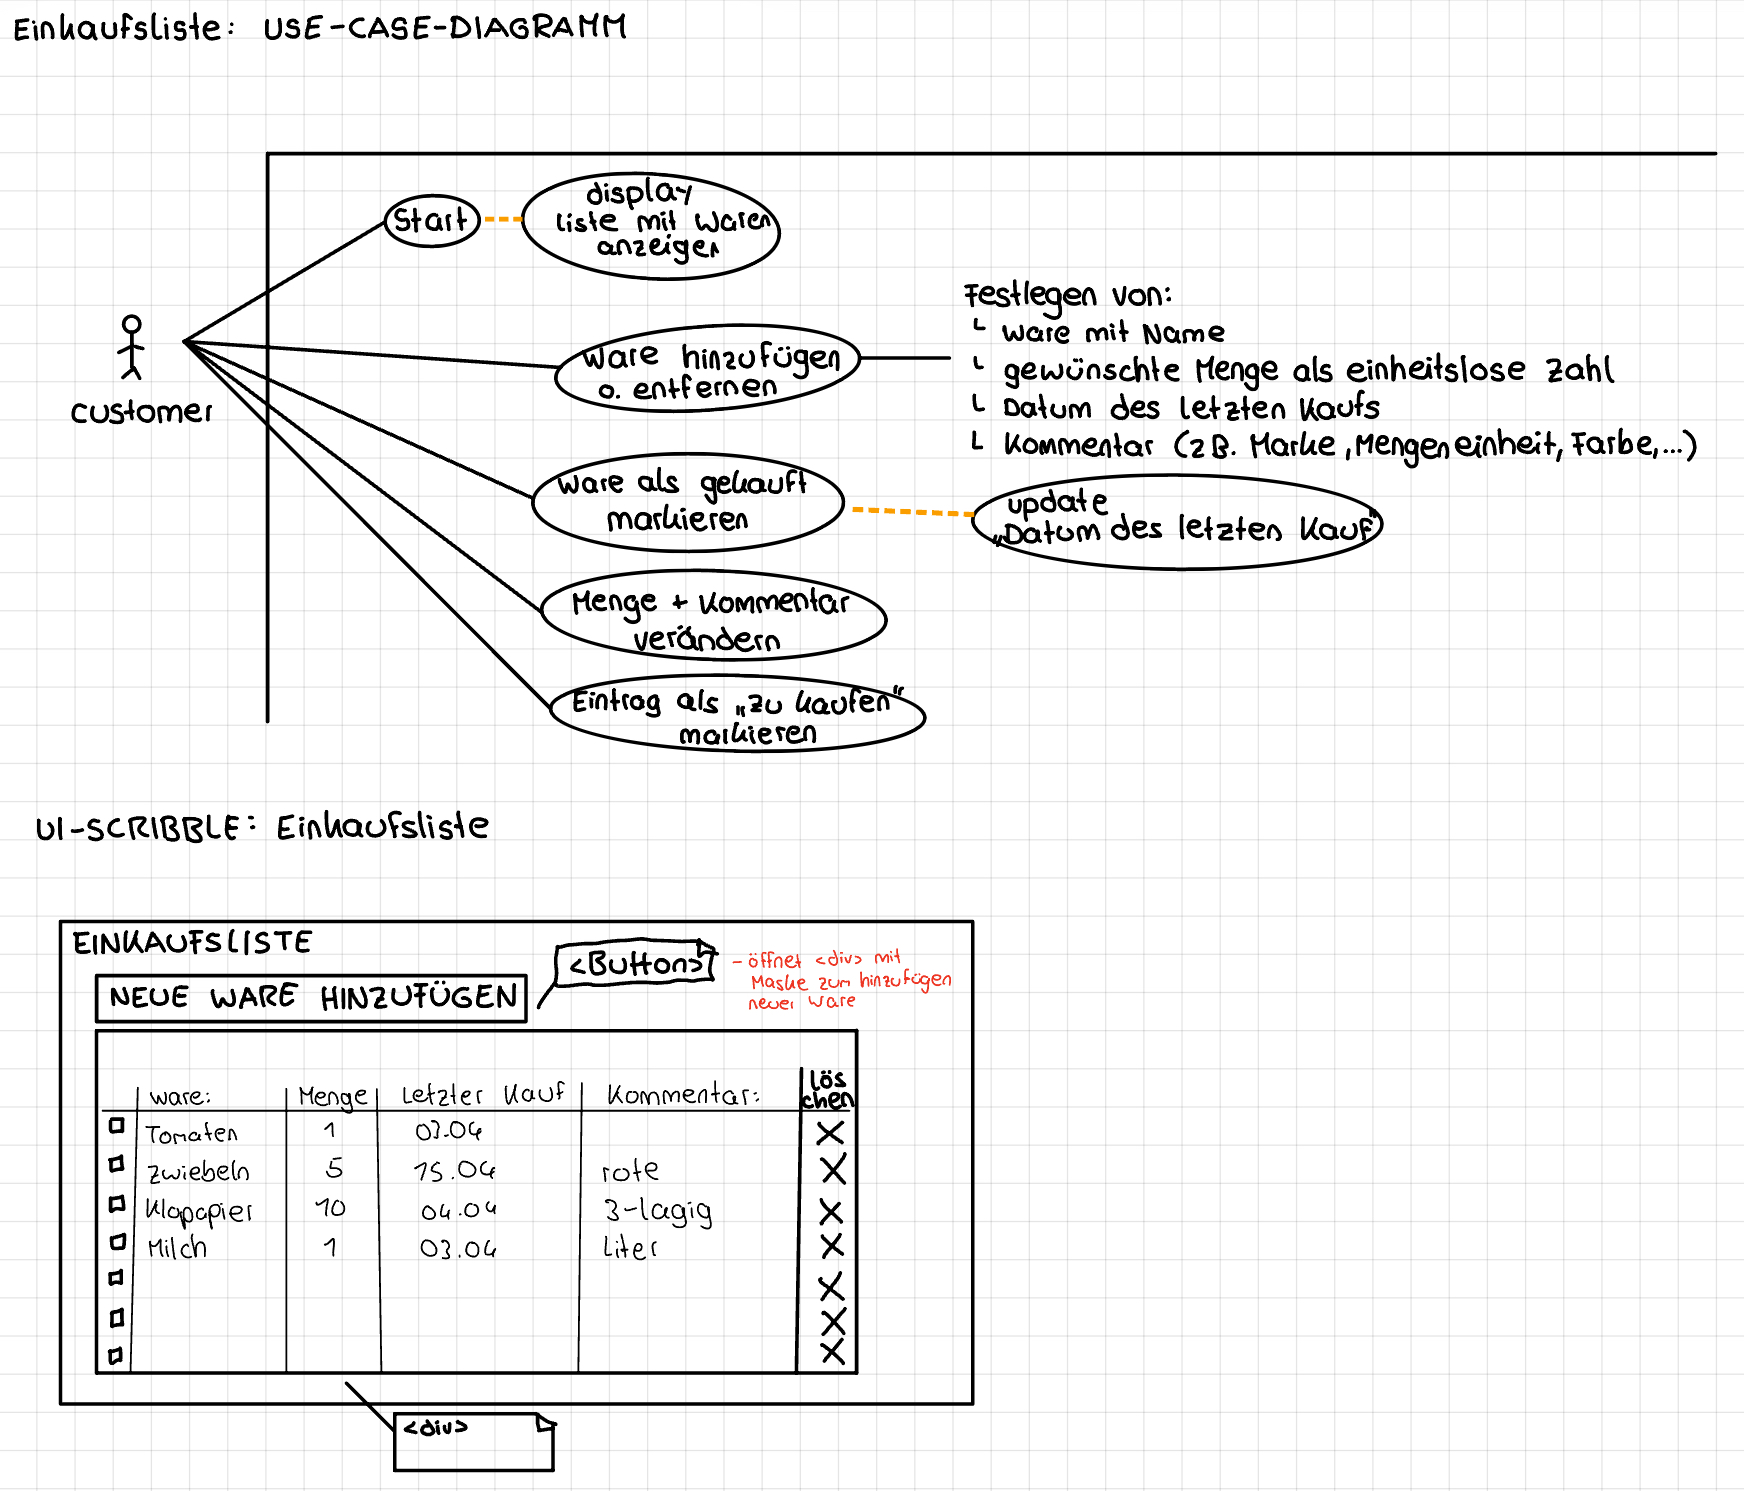 Einkaufsliste: USE-CASE-DIAGRAMM
Start
display
liste mit Waren
anzeigen
customer
Ware hinzufügen
o. entfernen
Festlegen von:
Ware mit Name
gewünschte Menge als einheitslose Zahl
Datum des letzten Kaufs
Kommentar (zB. Marke, Mengeneinheit, Farbe,...)
Ware als gekauft
markieren
update
„Datum des letzten Kauf"
Menge + Kommentar
verändern
Eintrag als „zu kaufen"
markieren
UI-SCRIBBLE: Einkaufsliste
EINKAUFSLISTE
<Button>
- öffnet <div> mit
Maske zum hinzufügen
neuer Ware
NEUE WARE HINZUFÜGEN
Ware: Menge Letzter Kauf Kommentar: lös
chen
Tomaten 1 03.04 X
Zwiebeln 5 15.04 rote X
Klopapier 10 04.04 3-lagig X
Milch 1 03.04 Liter X
X
X
X
<div>